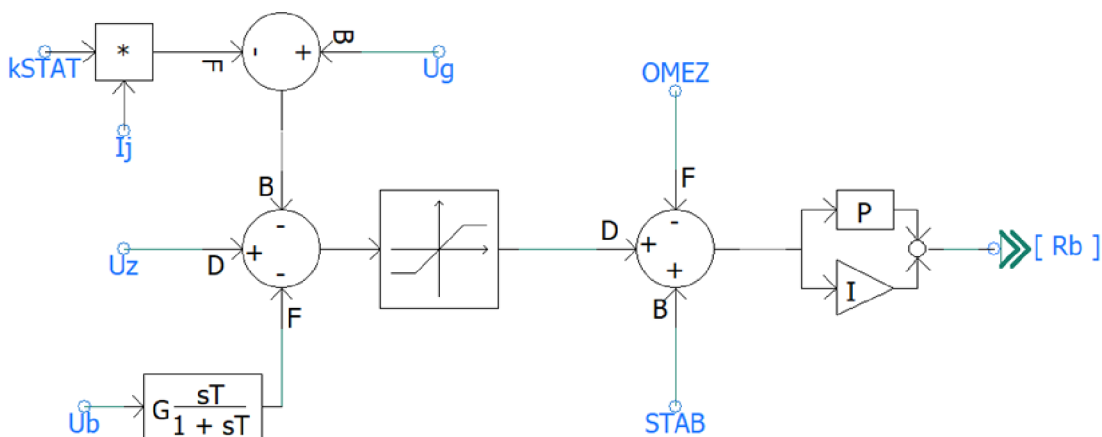 kSTAT
*
F
-
+
B
Ug
Ij
OMEZ
B
-
F
-
Uz
D
+
-
D
+
+
P
I
[ Rb ]
F
B
Ub
G sT
1 + sT
STAB